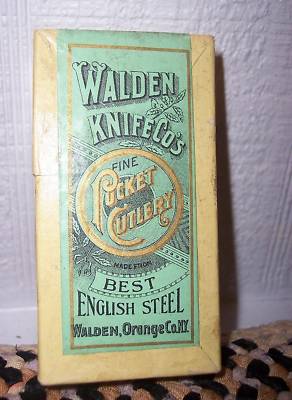 WALDEN
KNIFE CO'S
FINE
POCKET
CUTLERY
MADE FROM
BEST
ENGLISH STEEL
WALDEN, Orange Co. N.Y.